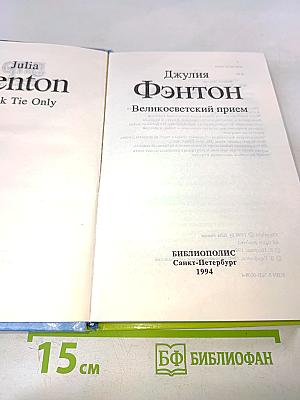 Julia
enton
k Tie Only
Джулия
ФЭНТОН
Великосветский прием
БИБЛИОПОЛИС
Санкт-Петербург
1994
15 см
БФ БИБЛИОФАН